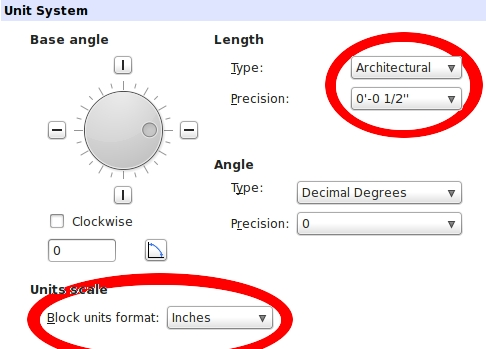 Unit System
Base angle
Length
Type: Architectural
Precision: 0'-0 1/2"
Angle
Type: Decimal Degrees
Precision: 0
Clockwise
0
Units scale
Block units format: Inches